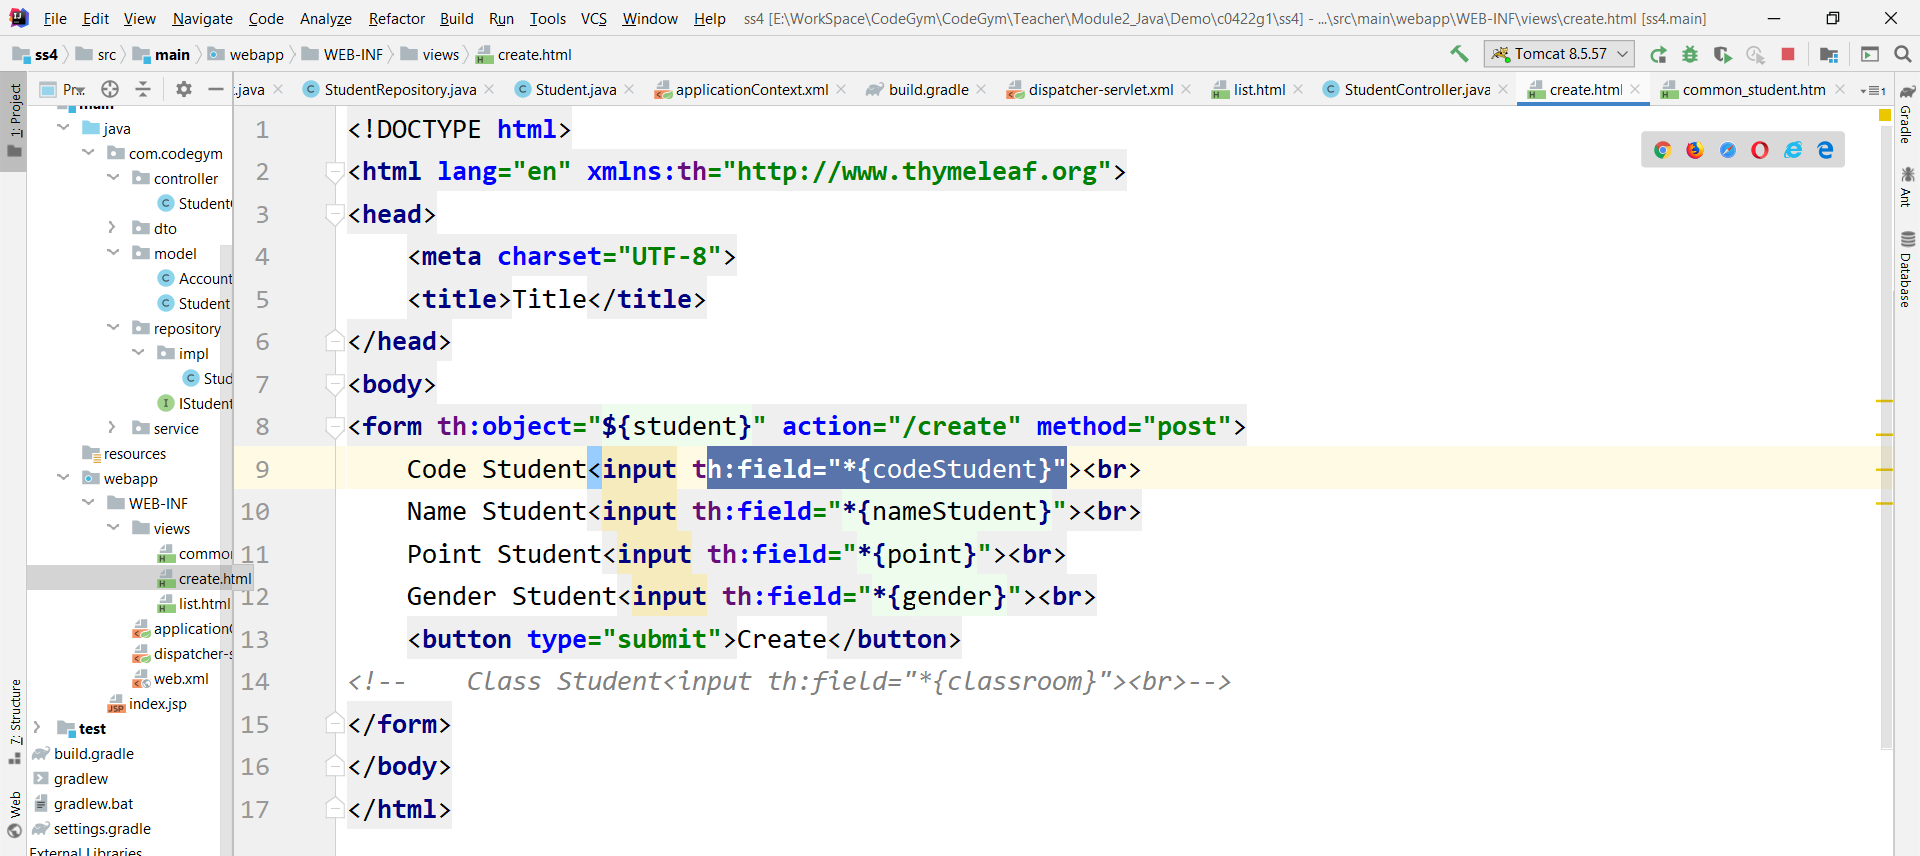 File Edit View Navigate Code Analyze Refactor Build Run Tools VCS Window Help ss4 [E:\WorkSpace\CodeGym\CodeGym\Teacher\Module2_Java\Demo\c0422g1\ss4] - ...\src\main\webapp\WEB-INF\views\create.html [ss4.main]
ss4 src main webapp WEB-INF views create.html Tomcat 8.5.57
Pr.. .java StudentRepository.java Student.java applicationContext.xml build.gradle dispatcher-servlet.xml list.html StudentController.java create.html common_student.htm
1: Project
main
java
com.codegym
controller
Student
dto
model
Account
Student
repository
impl
Stud
IStudent
service
resources
webapp
WEB-INF
views
commo
create.html
list.html
application
dispatcher-s
web.xml
index.jsp
test
build.gradle
gradlew
gradlew.bat
settings.gradle
External Libraries
Z: Structure
Web
1 <!DOCTYPE html>
2 <html lang="en" xmlns:th="http://www.thymeleaf.org">
3 <head>
4 <meta charset="UTF-8">
5 <title>Title</title>
6 </head>
7 <body>
8 <form th:object="${student}" action="/create" method="post">
9 Code Student<input th:field="*{codeStudent}"><br>
10 Name Student<input th:field="*{nameStudent}"><br>
11 Point Student<input th:field="*{point}"><br>
12 Gender Student<input th:field="*{gender}"><br>
13 <button type="submit">Create</button>
14 <!-- Class Student<input th:field="*{classroom}"><br>-->
15 </form>
16 </body>
17 </html>
Gradle
Ant
Database